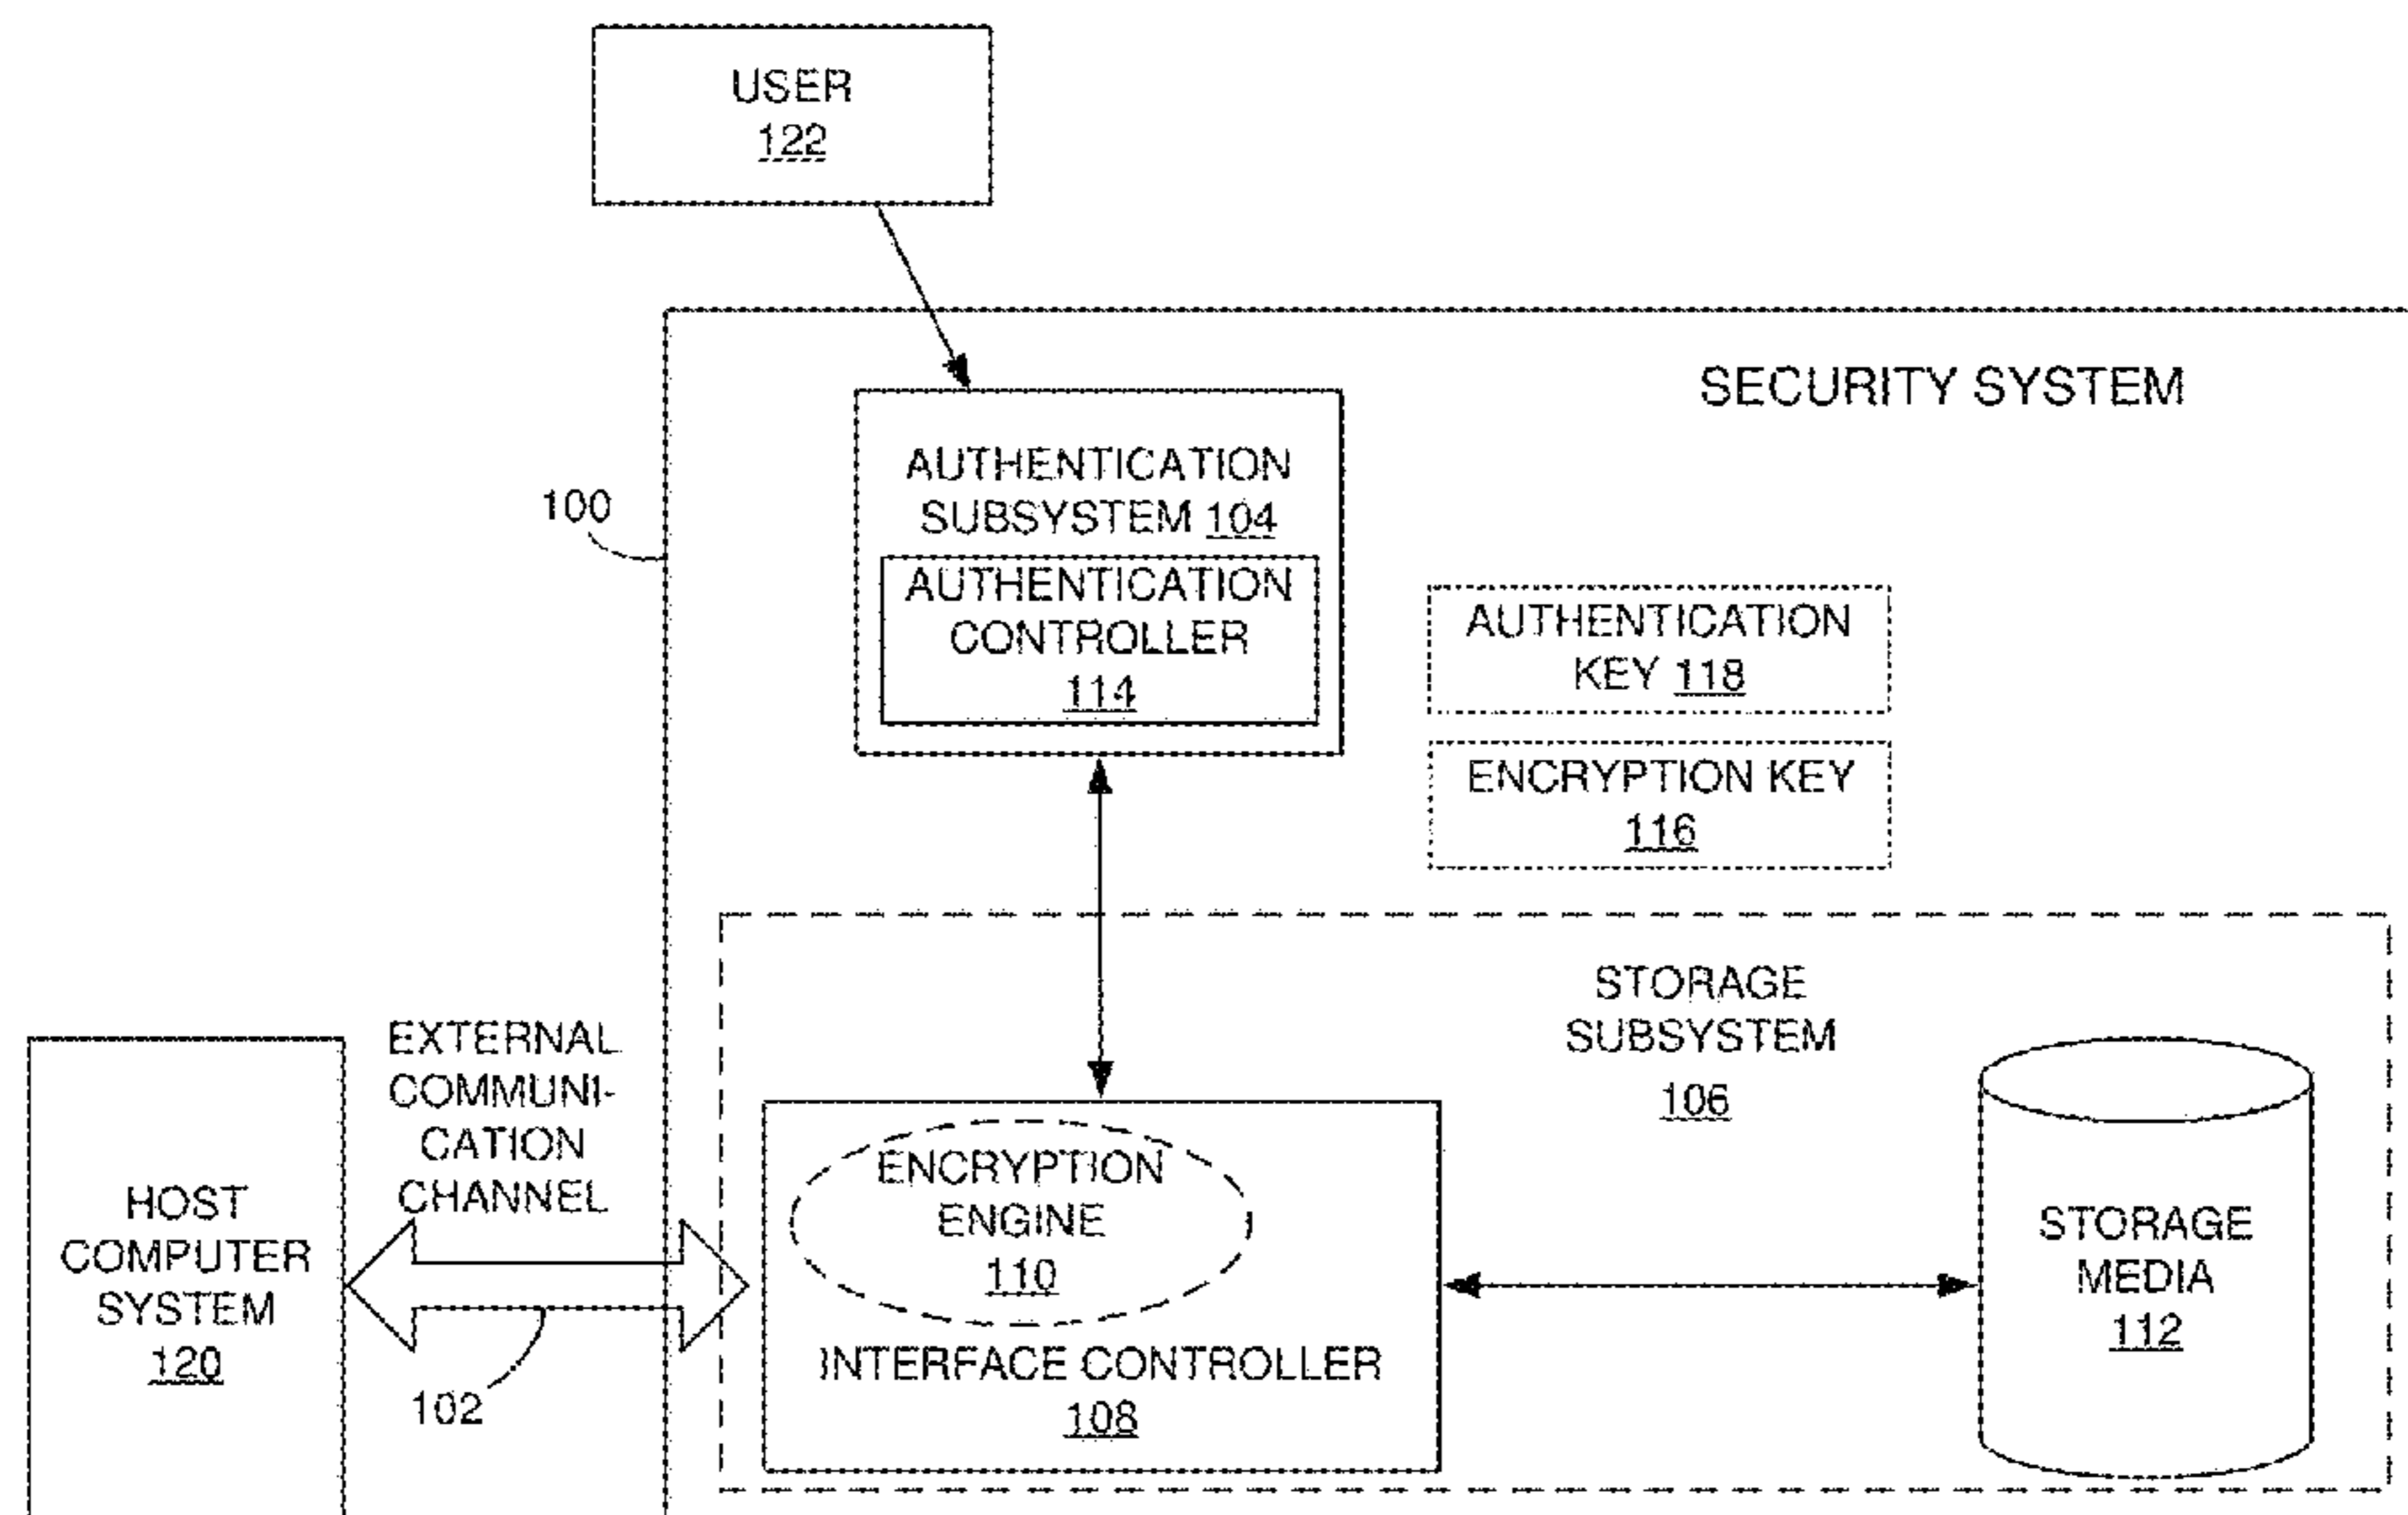 USER
122
SECURITY SYSTEM
100
AUTHENTICATION
SUBSYSTEM 104
AUTHENTICATION
CONTROLLER
114
AUTHENTICATION
KEY 118
ENCRYPTION KEY
116
STORAGE
SUBSYSTEM
106
EXTERNAL
COMMUNI-
CATION
CHANNEL
102
HOST
COMPUTER
SYSTEM
120
ENCRYPTION
ENGINE
110
INTERFACE CONTROLLER
108
STORAGE
MEDIA
112